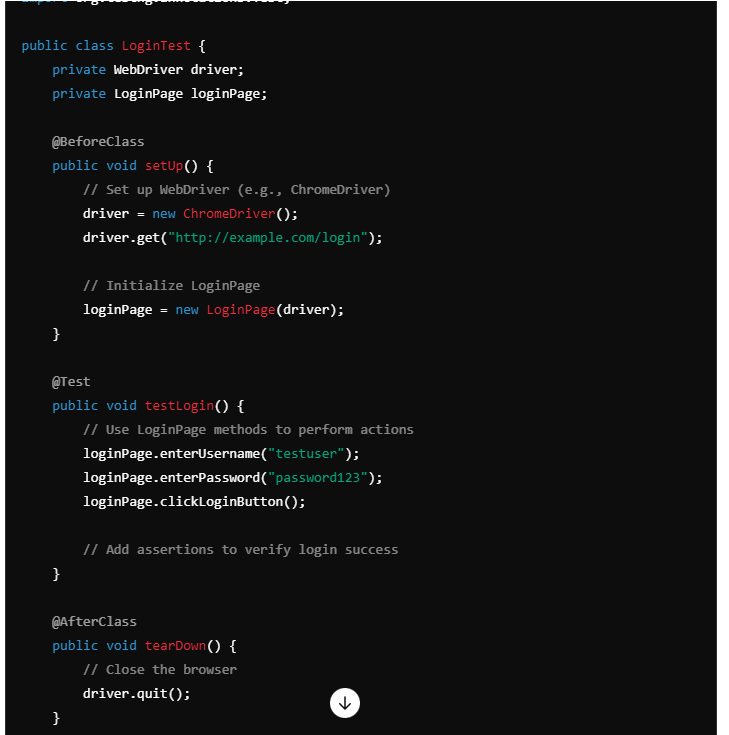 public class LoginTest {
    private WebDriver driver;
    private LoginPage loginPage;

    @BeforeClass
    public void setUp() {
        // Set up WebDriver (e.g., ChromeDriver)
        driver = new ChromeDriver();
        driver.get("http://example.com/login");

        // Initialize LoginPage
        loginPage = new LoginPage(driver);
    }

    @Test
    public void testLogin() {
        // Use LoginPage methods to perform actions
        loginPage.enterUsername("testuser");
        loginPage.enterPassword("password123");
        loginPage.clickLoginButton();

        // Add assertions to verify login success
    }

    @AfterClass
    public void tearDown() {
        // Close the browser
        driver.quit();
    }